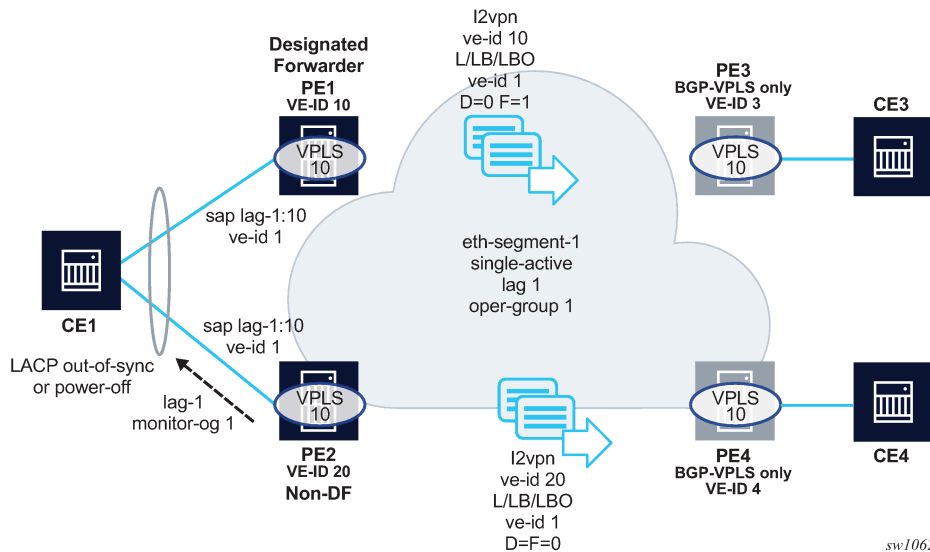 Designated
Forwarder
PE1
VE-ID 10
VPLS
10
I2vpn
ve-id 10
L/LB/LBO
ve-id 1
D=0 F=1
PE3
BGP-VPLS only
VE-ID 3
VPLS
10
CE3
sap lag-1:10
ve-id 1
eth-segment-1
single-active
lag 1
oper-group 1
CE1
LACP out-of-sync
or power-off
sap lag-1:10
ve-id 1
lag-1
monitor-og 1
VPLS
10
PE2
VE-ID 20
Non-DF
I2vpn
ve-id 20
L/LB/LBO
ve-id 1
D=F=0
VPLS
10
PE4
BGP-VPLS only
VE-ID 4
CE4